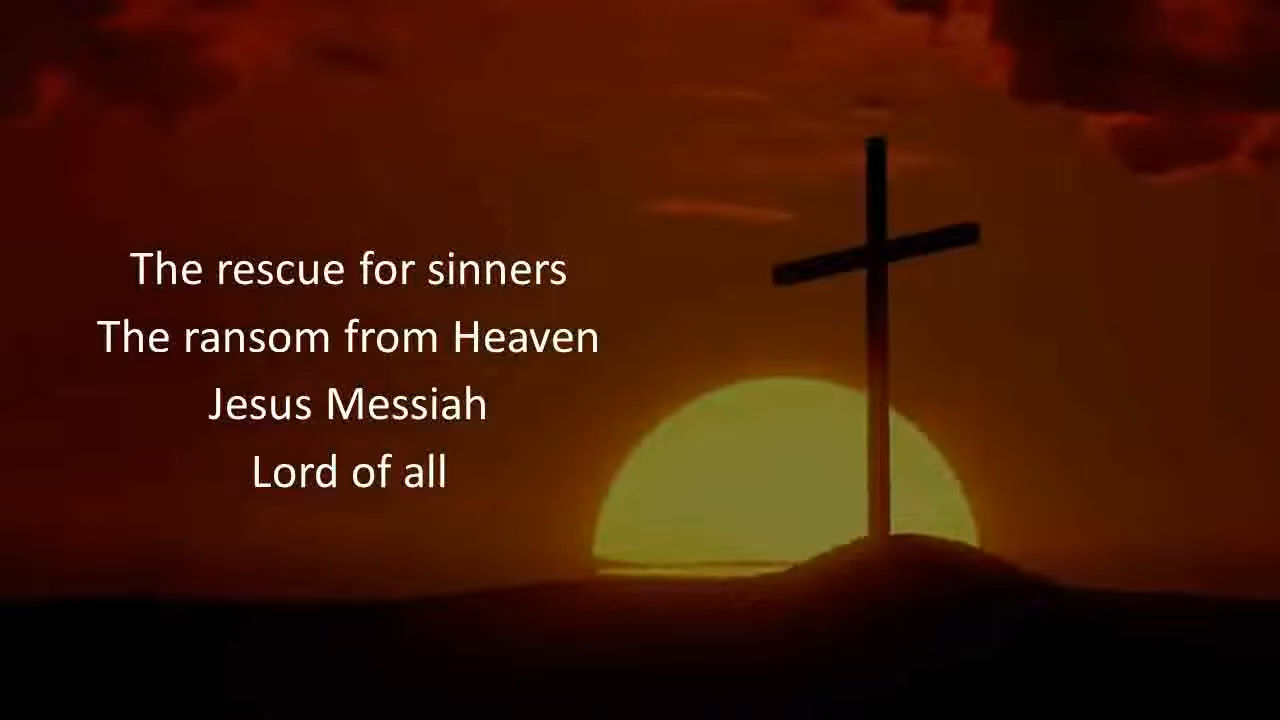 The rescue for sinners
The ransom from Heaven
Jesus Messiah
Lord of all